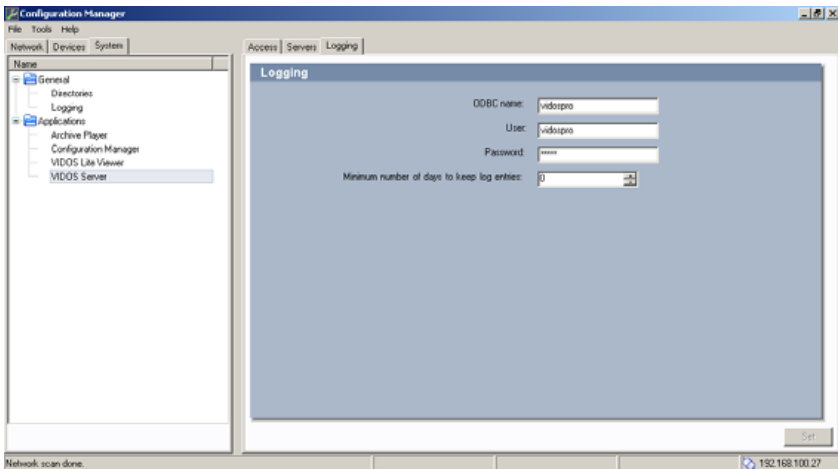 Configuration Manager
File Tools Help
Network Devices System
Access Servers Logging
Name
General
Directories
Logging
Applications
Archive Player
Configuration Manager
VIDOS Lite Viewer
VIDOS Server
Logging
ODBC name: vidospro
User: vidospro
Password: *****
Minimum number of days to keep log entries: 0
Set
Network scan done.
192.168.100.27